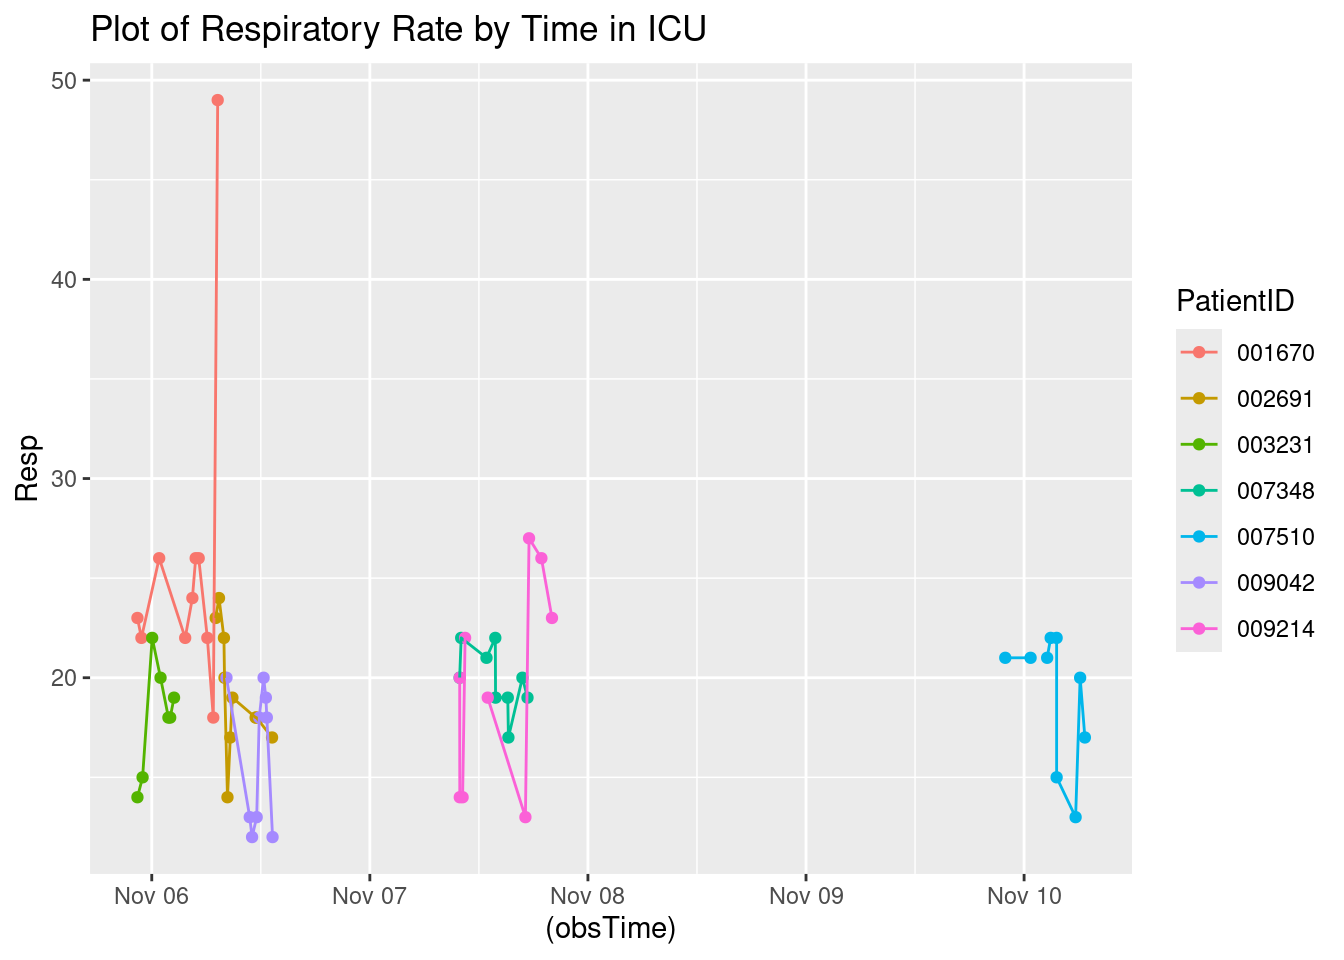 Plot of Respiratory Rate by Time in ICU
50
40
30
20
Resp
Nov 06
Nov 07
Nov 08
Nov 09
Nov 10
(obsTime)
PatientID
001670
002691
003231
007348
007510
009042
009214